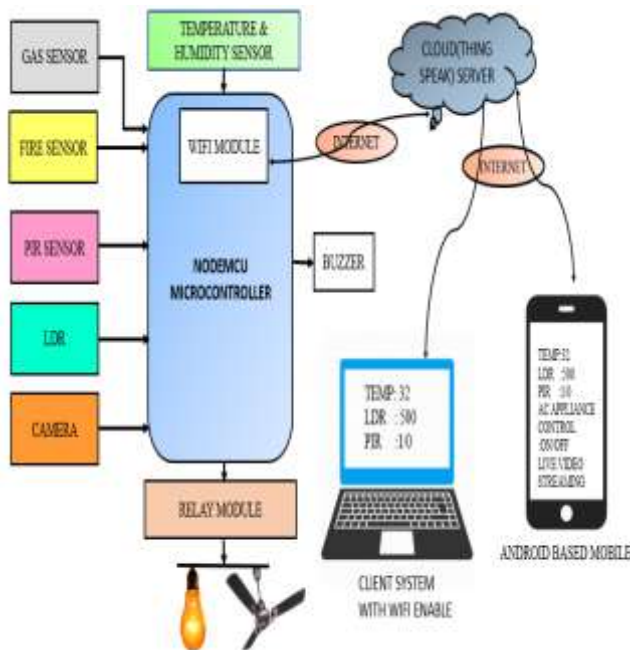 GAS SENSOR
TEMPERATURE &
HUMIDITY SENSOR
CLOUD(THING
SPEAK) SERVER
FIRE SENSOR
WIFI MODULE
INTERNET
INTERNET
PIR SENSOR
NODEMCU
MICROCONTROLLER
BUZZER
LDR
CAMERA
RELAY MODULE
TEMP: 32
LDR : 500
PIR : 1/0
TEMP:32
LDR :500
PIR :1/0
AC APPLIANCE
CONTROL
:ON/OFF
LIVE VIDEO
STREAMING
CLIENT SYSTEM
WITH WIFI ENABLE
ANDROID BASED MOBILE